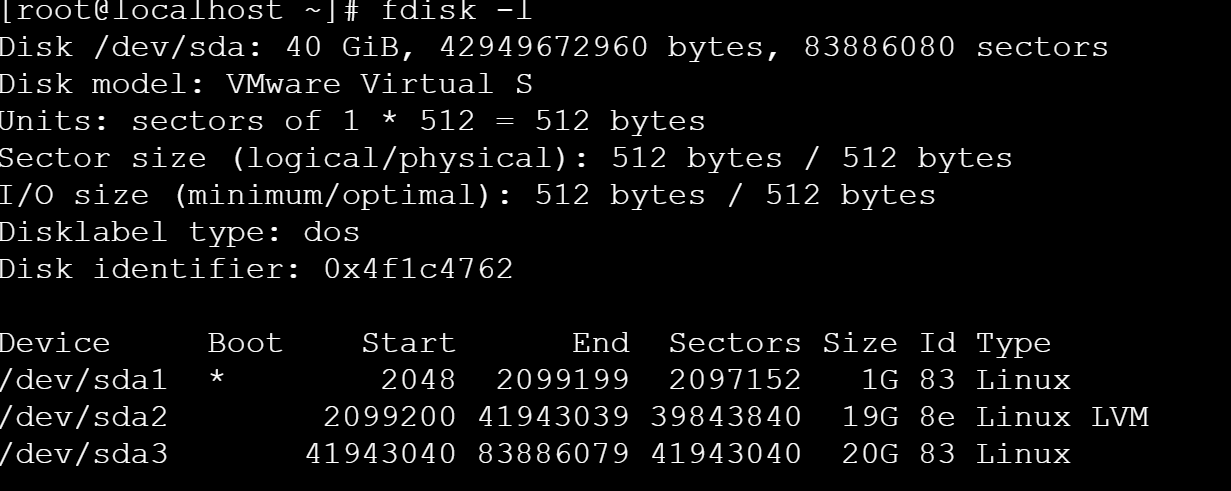 [root@localhost ~]# fdisk -l
Disk /dev/sda: 40 GiB, 42949672960 bytes, 83886080 sectors
Disk model: VMware Virtual S
Units: sectors of 1 * 512 = 512 bytes
Sector size (logical/physical): 512 bytes / 512 bytes
I/O size (minimum/optimal): 512 bytes / 512 bytes
Disklabel type: dos
Disk identifier: 0x4f1c4762

Device     Boot    Start      End  Sectors Size Id Type
/dev/sda1  *        2048  2099199  2097152   1G 83 Linux
/dev/sda2        2099200 41943039 39843840  19G 8e Linux LVM
/dev/sda3       41943040 83886079 41943040  20G 83 Linux